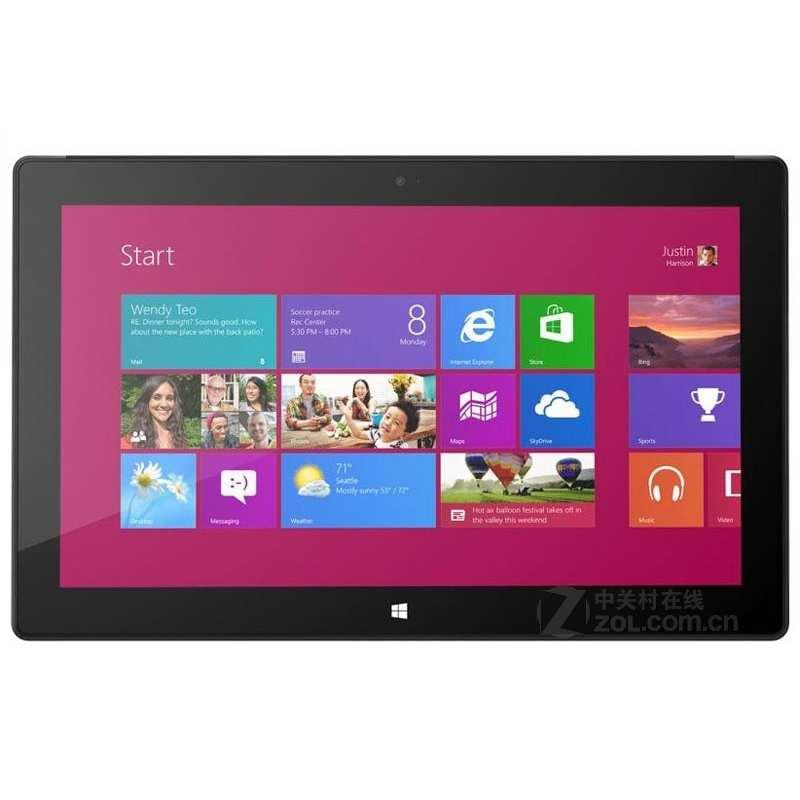 Start
Justin
Harrison
Wendy Teo
RE: Dinner tonight? Sounds good. How
about the new place with the back patio?
Mail
8
Soccer practice
Rec Center
5:30 PM – 8:00 PM
8
Monday
Internet Explorer
Store
Bing
Photos
Maps
SkyDrive
Sports
Desktop
:-)
Messaging
71°
Seattle
Mostly sunny 53° / 72°
Weather
Hot air balloon festival takes off in
the valley this weekend
Music
Video
Z
中关村在线
ZOL.COM.CN